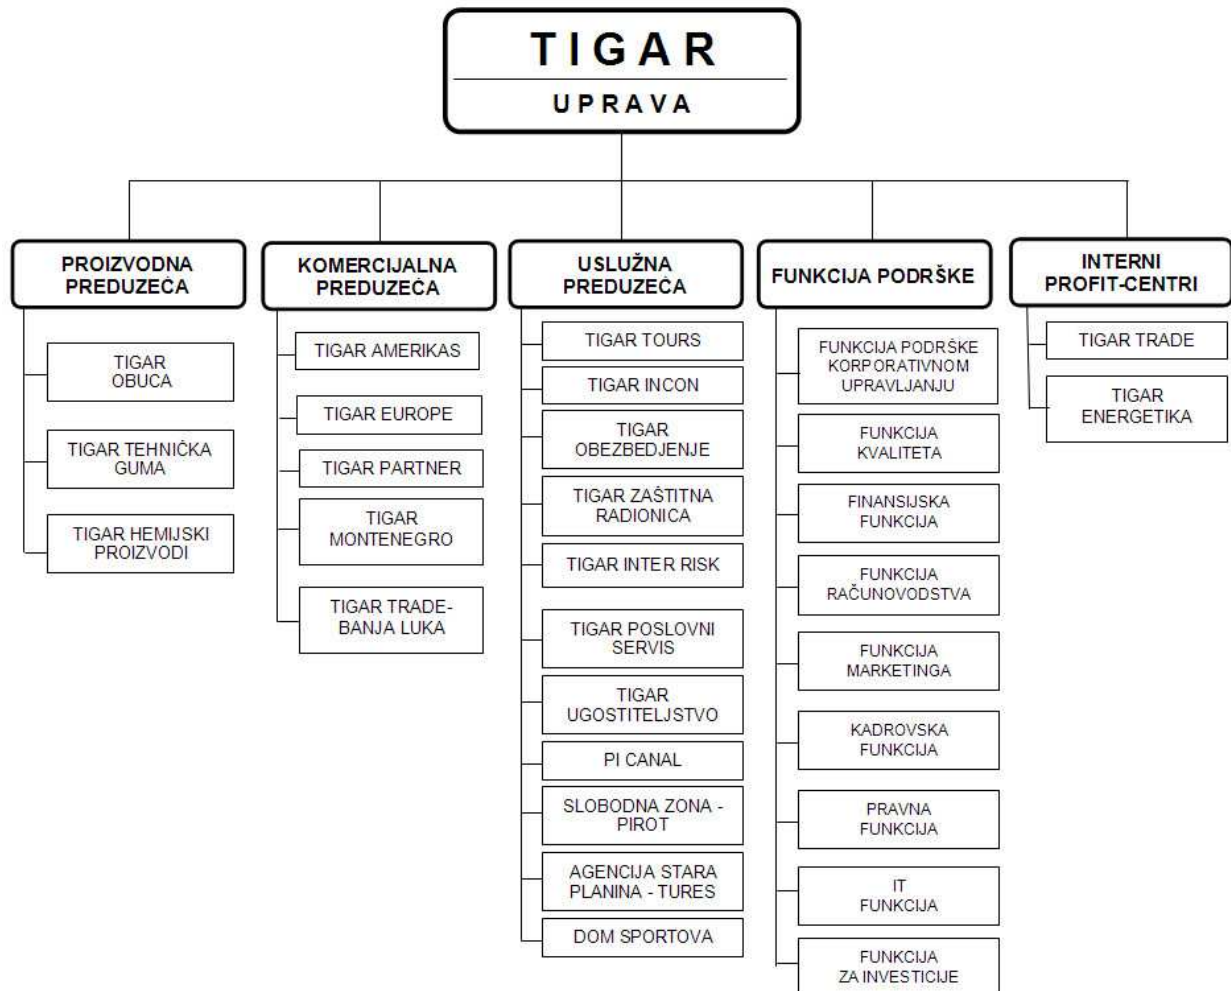 TIGAR
UPRAVA
PROIZVODNA
PREDUZEĆA
TIGAR
OBUCA
TIGAR TEHNIČKA
GUMA
TIGAR HEMIJSKI
PROIZVODI
KOMERCIJALNA
PREDUZEĆA
TIGAR AMERIKAS
TIGAR EUROPE
TIGAR PARTNER
TIGAR
MONTENEGRO
TIGAR TRADE-
BANJA LUKA
USLUŽNA
PREDUZEĆA
TIGAR TOURS
TIGAR INCON
TIGAR
OBEZBEDJENJE
TIGAR ZAŠTITNA
RADIONICA
TIGAR INTER RISK
TIGAR POSLOVNI
SERVIS
TIGAR
UGOSTITELJSTVO
PI CANAL
SLOBODNA ZONA -
PIROT
AGENCIJA STARA
PLANINA - TURES
DOM SPORTOVA
FUNKCIJA PODRŠKE
FUNKCIJA PODRŠKE
KORPORATIVNOM
UPRAVLJANJU
FUNKCIJA
KVALITETA
FINANSIJSKA
FUNKCIJA
FUNKCIJA
RAČUNOVODSTVA
FUNKCIJA
MARKETINGA
KADROVSKA
FUNKCIJA
PRAVNA
FUNKCIJA
IT
FUNKCIJA
FUNKCIJA
ZA INVESTICIJE
INTERNI
PROFIT-CENTRI
TIGAR TRADE
TIGAR
ENERGETIKA